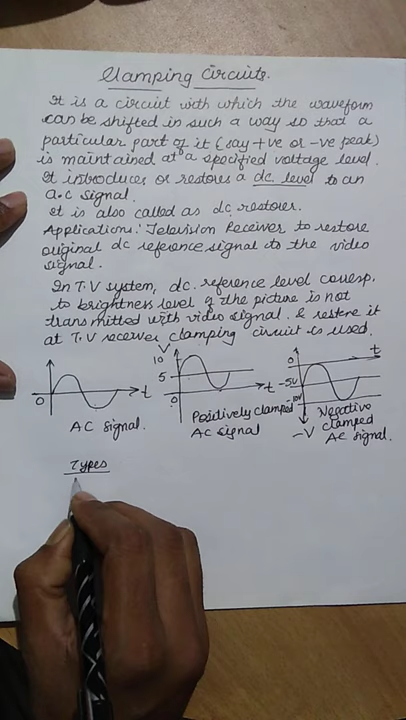 Clamping Circuits.
It is a circuit with which the waveform
can be shifted in such a way so that a
particular part of it (say +ve or -ve peak)
is maintained at a specified voltage level.
It introduces or restores a dc level to an
a.c signal.
It is also called as dc restorer.
Applications: Television Receiver to restore
original dc reference signal to the video
signal.
In T.V system, dc reference level corresp.
to brightness level of the picture is not
transmitted with video signal. & restore it
at T.V receiver clamping circuit is used.
0
t
AC signal.
V
10
5
0
t
Positively clamped
AC signal
0
t
-5V
-10V
-V
Negative
clamped
AC signal.
Types